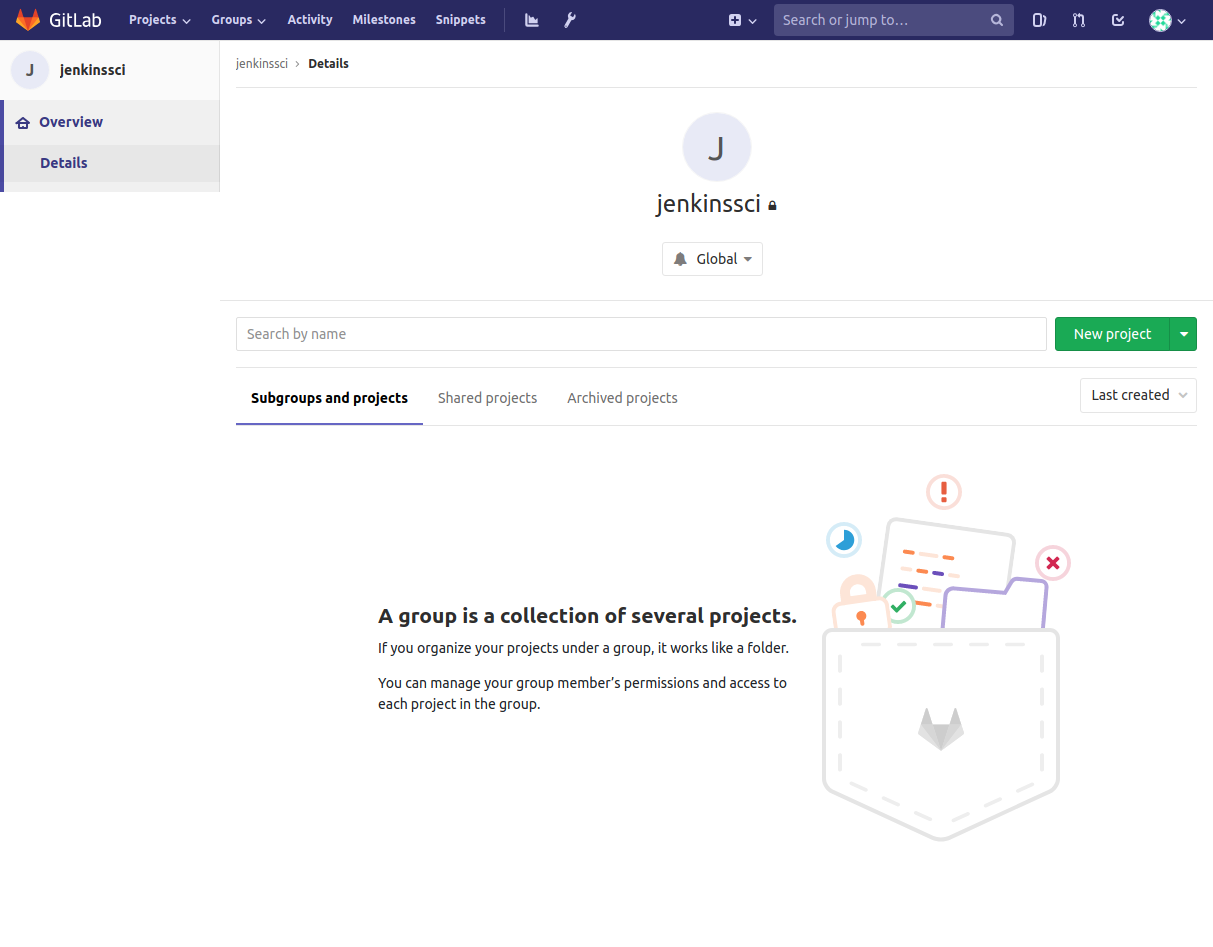 GitLab Projects Groups Activity Milestones Snippets Search or jump to...
J jenkinssci
jenkinssci › Details
Overview
Details
J
jenkinssci
Global
Search by name New project
Subgroups and projects Shared projects Archived projects Last created
A group is a collection of several projects.
If you organize your projects under a group, it works like a folder.
You can manage your group member’s permissions and access to
each project in the group.